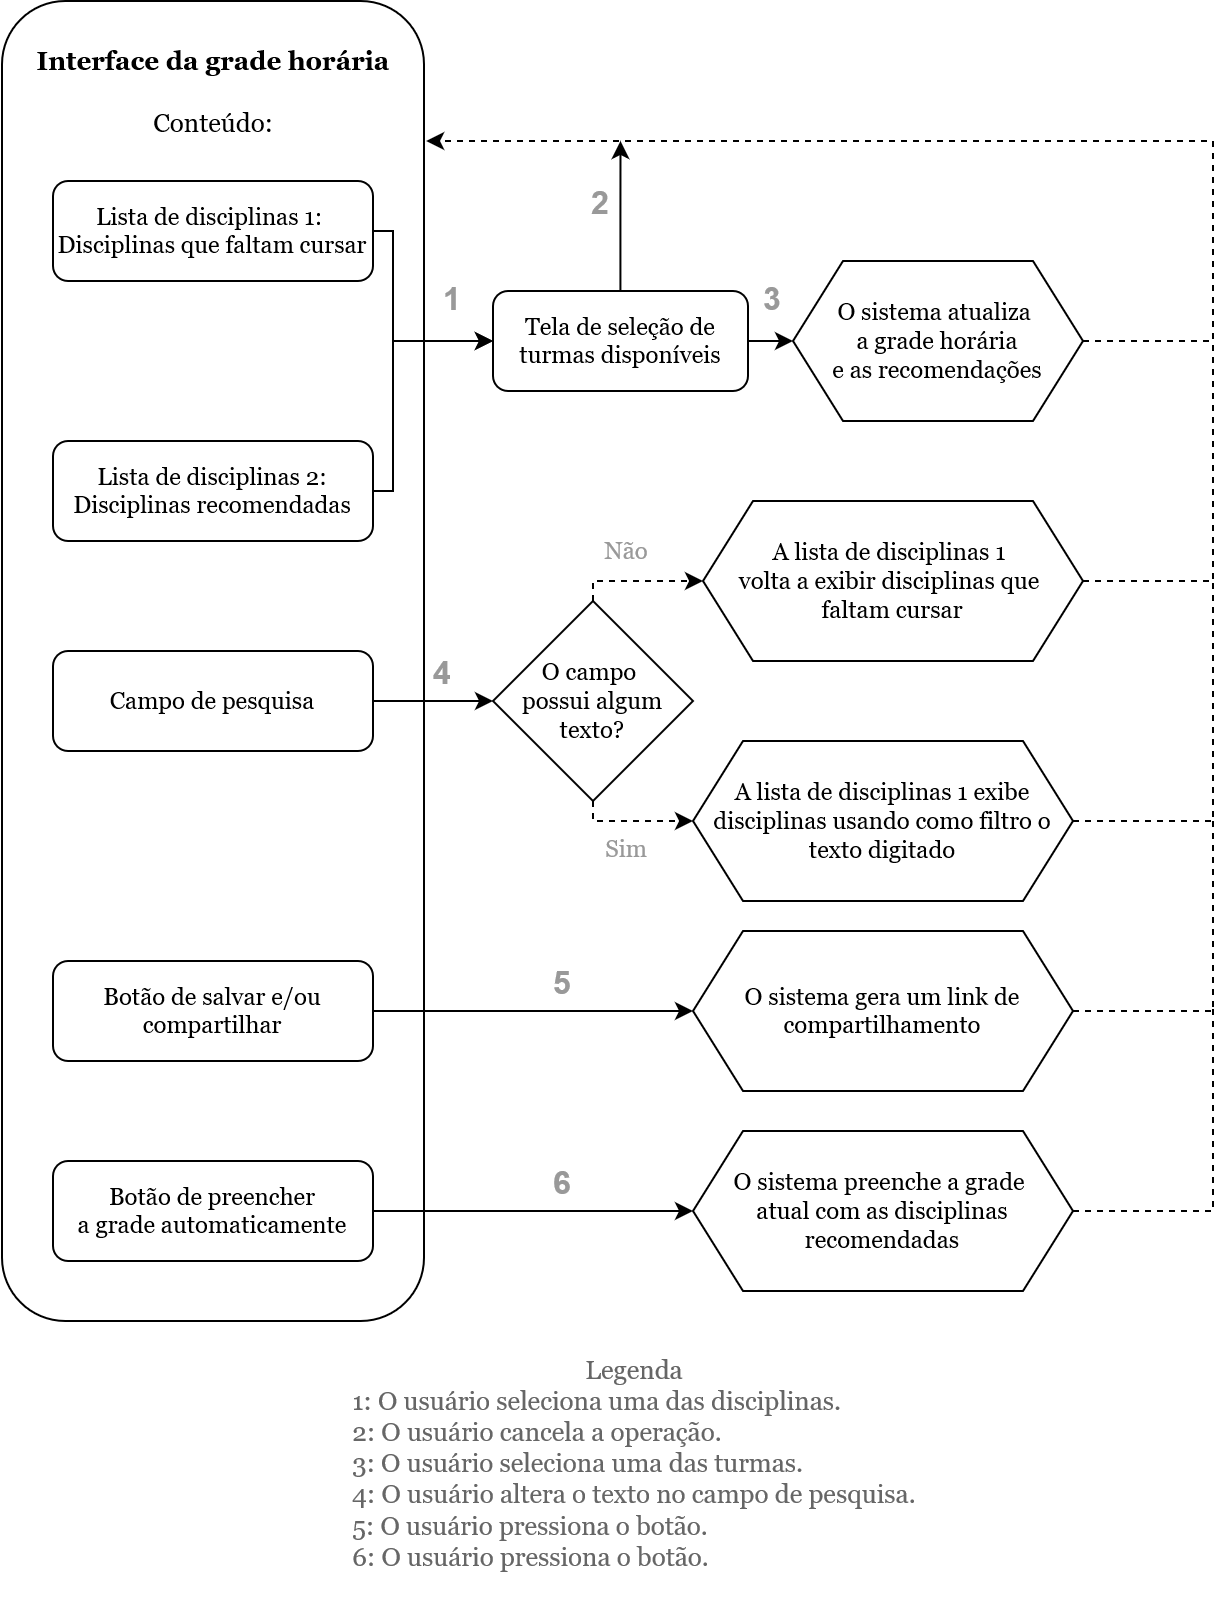 Interface da grade horária
Conteúdo:
Lista de disciplinas 1:
Disciplinas que faltam cursar
1
2
Tela de seleção de
turmas disponíveis
3
O sistema atualiza
a grade horária
e as recomendações
Lista de disciplinas 2:
Disciplinas recomendadas
Campo de pesquisa
4
O campo
possui algum
texto?
Não
A lista de disciplinas 1
volta a exibir disciplinas que
faltam cursar
Sim
A lista de disciplinas 1 exibe
disciplinas usando como filtro o
texto digitado
Botão de salvar e/ou
compartilhar
5
O sistema gera um link de
compartilhamento
Botão de preencher
a grade automaticamente
6
O sistema preenche a grade
atual com as disciplinas
recomendadas
Legenda
1: O usuário seleciona uma das disciplinas.
2: O usuário cancela a operação.
3: O usuário seleciona uma das turmas.
4: O usuário altera o texto no campo de pesquisa.
5: O usuário pressiona o botão.
6: O usuário pressiona o botão.